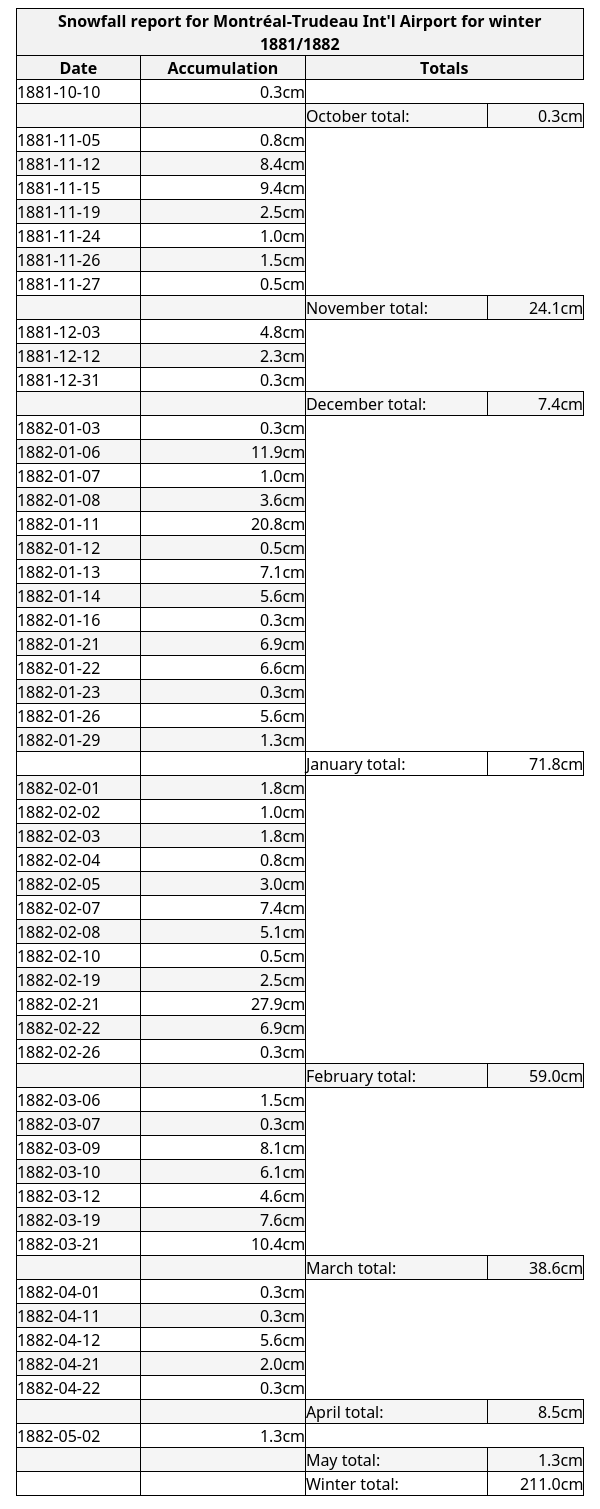 Snowfall report for Montréal-Trudeau Int'l Airport for winter
1881/1882
Date Accumulation Totals
1881-10-10 0.3cm
October total: 0.3cm
1881-11-05 0.8cm
1881-11-12 8.4cm
1881-11-15 9.4cm
1881-11-19 2.5cm
1881-11-24 1.0cm
1881-11-26 1.5cm
1881-11-27 0.5cm
November total: 24.1cm
1881-12-03 4.8cm
1881-12-12 2.3cm
1881-12-31 0.3cm
December total: 7.4cm
1882-01-03 0.3cm
1882-01-06 11.9cm
1882-01-07 1.0cm
1882-01-08 3.6cm
1882-01-11 20.8cm
1882-01-12 0.5cm
1882-01-13 7.1cm
1882-01-14 5.6cm
1882-01-16 0.3cm
1882-01-21 6.9cm
1882-01-22 6.6cm
1882-01-23 0.3cm
1882-01-26 5.6cm
1882-01-29 1.3cm
January total: 71.8cm
1882-02-01 1.8cm
1882-02-02 1.0cm
1882-02-03 1.8cm
1882-02-04 0.8cm
1882-02-05 3.0cm
1882-02-07 7.4cm
1882-02-08 5.1cm
1882-02-10 0.5cm
1882-02-19 2.5cm
1882-02-21 27.9cm
1882-02-22 6.9cm
1882-02-26 0.3cm
February total: 59.0cm
1882-03-06 1.5cm
1882-03-07 0.3cm
1882-03-09 8.1cm
1882-03-10 6.1cm
1882-03-12 4.6cm
1882-03-19 7.6cm
1882-03-21 10.4cm
March total: 38.6cm
1882-04-01 0.3cm
1882-04-11 0.3cm
1882-04-12 5.6cm
1882-04-21 2.0cm
1882-04-22 0.3cm
April total: 8.5cm
1882-05-02 1.3cm
May total: 1.3cm
Winter total: 211.0cm